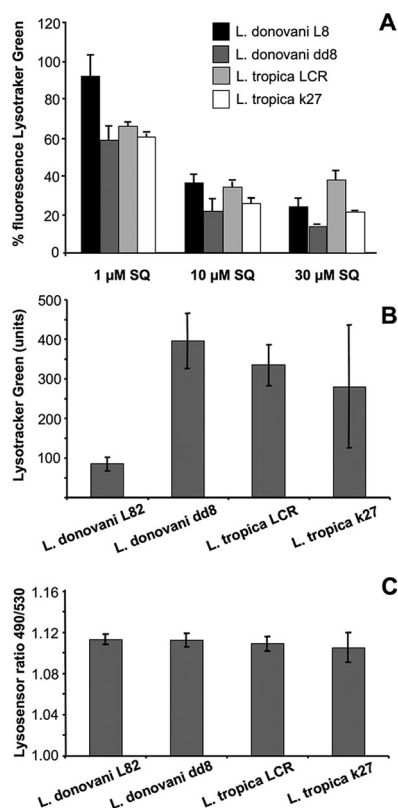 A
% fluorescence Lysotraker Green
120
100
80
60
40
20
0
L. donovani L8
L. donovani dd8
L. tropica LCR
L. tropica k27
1 µM SQ 10 µM SQ 30 µM SQ
B
Lysotracker Green (units)
500
400
300
200
100
L. donovani L82
L. donovani dd8
L. tropica LCR
L. tropica k27
C
Lysosensor ratio 490/530
1.16
1.12
1.08
1.04
1.00
L. donovani L82
L. donovani dd8
L. tropica LCR
L. tropica k27